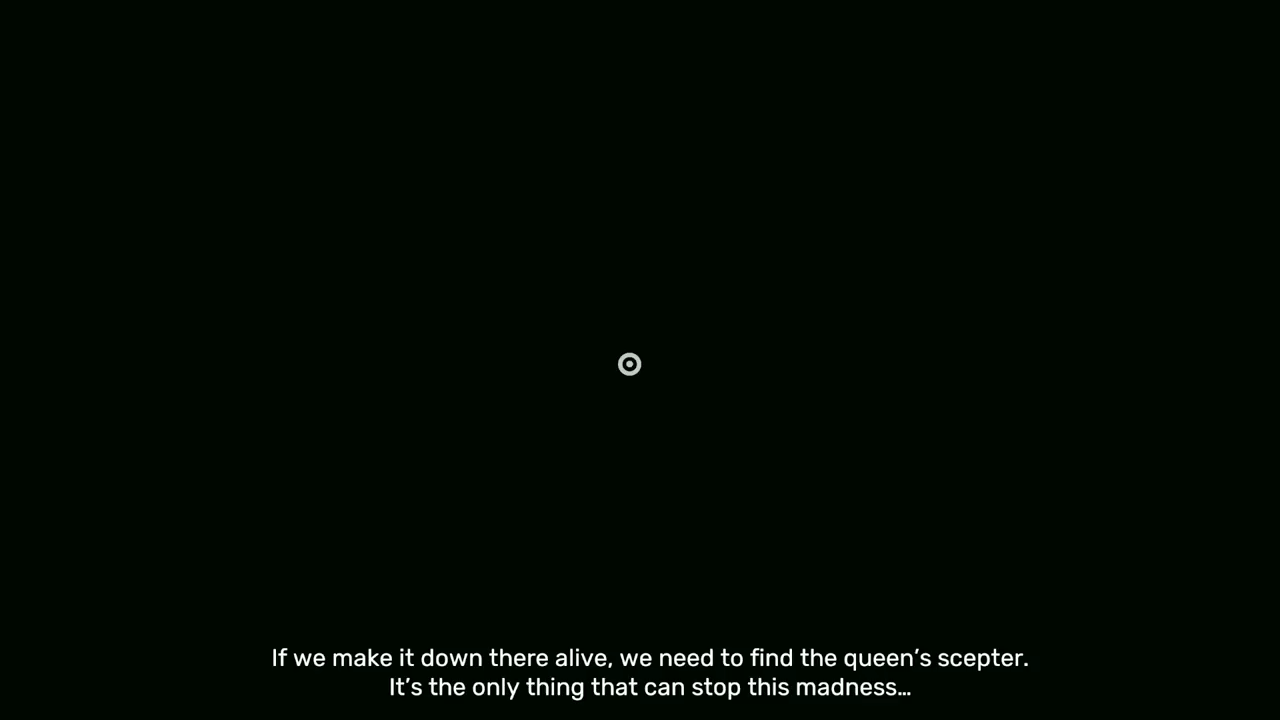 If we make it down there alive, we need to find the queen’s scepter.
It’s the only thing that can stop this madness…